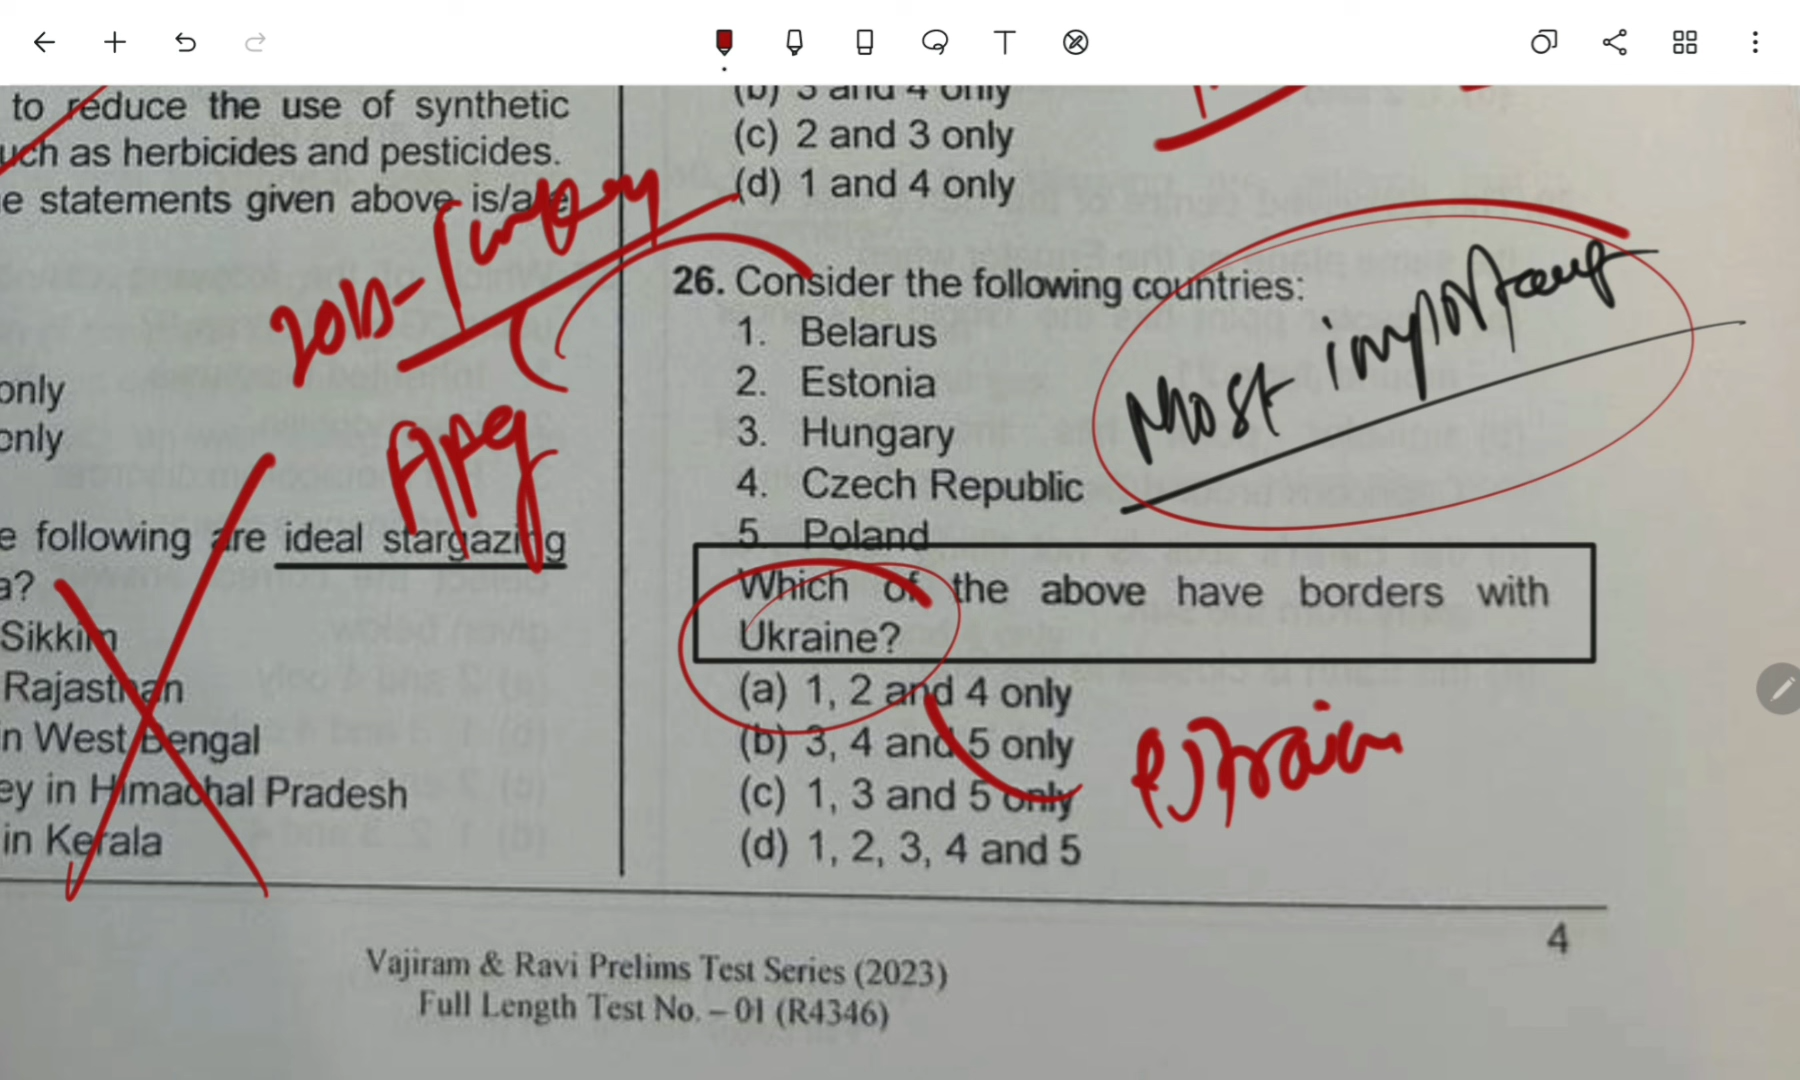 to reduce the use of synthetic
uch as herbicides and pesticides.
e statements given above is/are
only
only
e following are ideal stargazing
a?
Sikkim
Rajasthan
n West Bengal
ey in Himachal Pradesh
in Kerala
(b) 3 and 4 only
(c) 2 and 3 only
(d) 1 and 4 only
26. Consider the following countries:
1. Belarus
2. Estonia
3. Hungary
4. Czech Republic
5. Poland
Which of the above have borders with
Ukraine?
(a) 1, 2 and 4 only
(b) 3, 4 and 5 only
(c) 1, 3 and 5 only
(d) 1, 2, 3, 4 and 5
Most important
4
Vajiram & Ravi Prelims Test Series (2023)
Full Length Test No. – 01 (R4346)